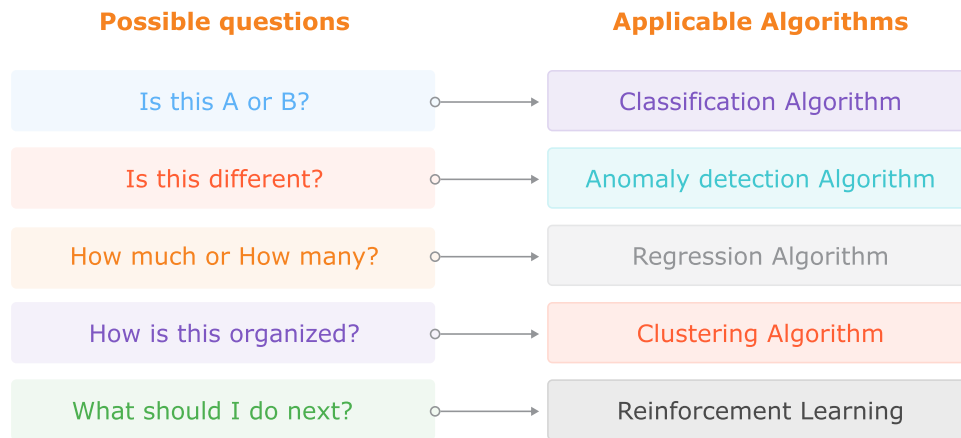 Possible questions
Applicable Algorithms
Is this A or B?
Classification Algorithm
Is this different?
Anomaly detection Algorithm
How much or How many?
Regression Algorithm
How is this organized?
Clustering Algorithm
What should I do next?
Reinforcement Learning